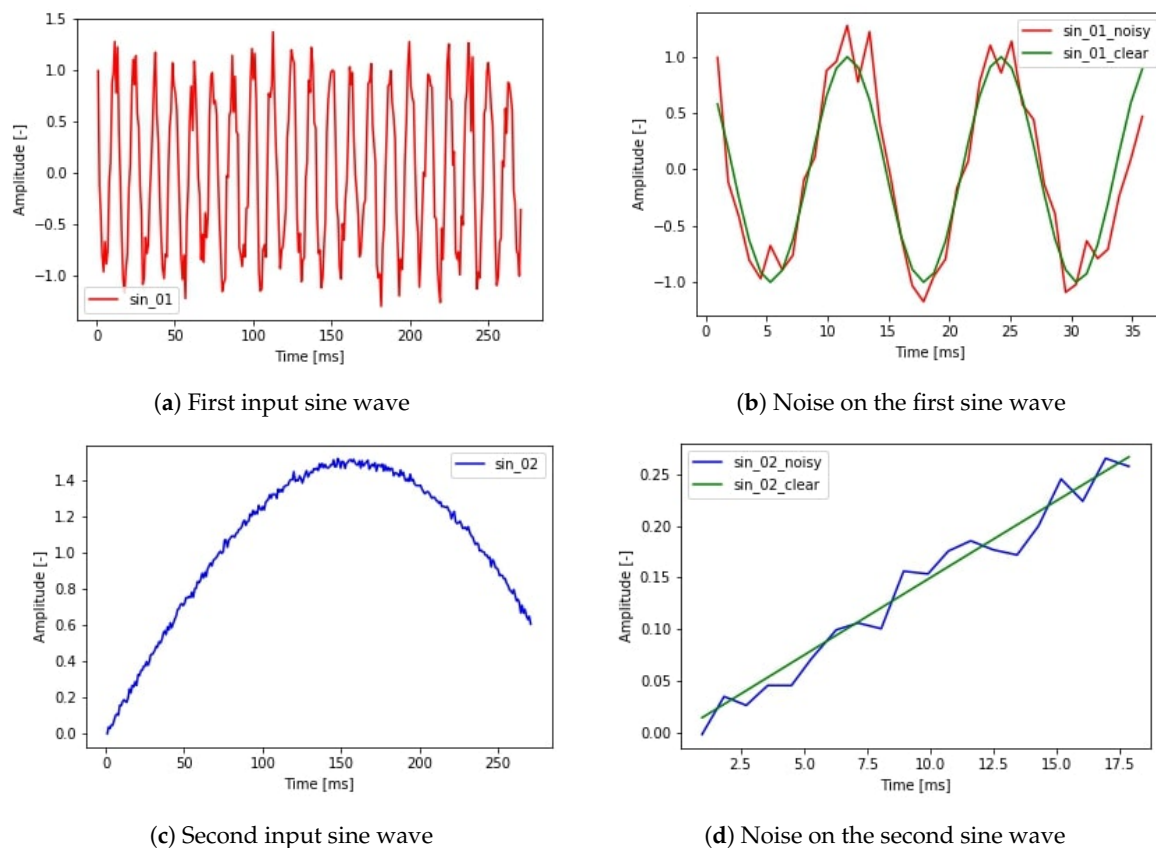 1.5
1.0
0.5
0.0
−0.5
−1.0
Amplitude [-]
sin_01
0 50 100 150 200 250
Time [ms]
(a) First input sine wave
1.0
0.5
0.0
−0.5
−1.0
Amplitude [-]
sin_01_noisy
sin_01_clear
0 5 10 15 20 25 30 35
Time [ms]
(b) Noise on the first sine wave
1.4
1.2
1.0
0.8
0.6
0.4
0.2
0.0
Amplitude [-]
sin_02
0 50 100 150 200 250
Time [ms]
(c) Second input sine wave
0.25
0.20
0.15
0.10
0.05
0.00
Amplitude [-]
sin_02_noisy
sin_02_clear
2.5 5.0 7.5 10.0 12.5 15.0 17.5
Time [ms]
(d) Noise on the second sine wave